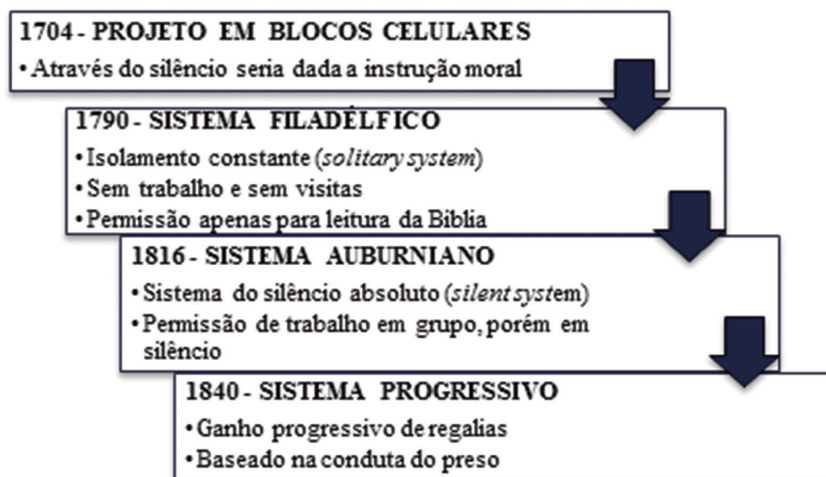 1704 - PROJETO EM BLOCOS CELULARES
• Através do silêncio seria dada a instrução moral
1790 - SISTEMA FILADÉLFICO
• Isolamento constante (solitary system)
• Sem trabalho e sem visitas
• Permissão apenas para leitura da Bíblia
1816 - SISTEMA AUBURNIANO
• Sistema do silêncio absoluto (silent system)
• Permissão de trabalho em grupo, porém em
silêncio
1840 - SISTEMA PROGRESSIVO
• Ganho progressivo de regalias
• Baseado na conduta do preso